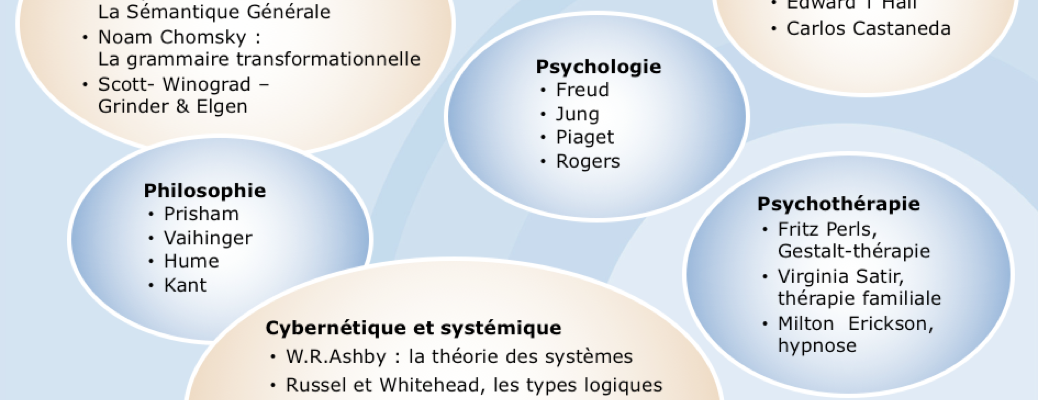 La Sémantique Générale
• Noam Chomsky :
La grammaire transformationnelle
• Scott- Winograd –
Grinder & Elgen
• Edward T Hall
• Carlos Castaneda
Psychologie
• Freud
• Jung
• Piaget
• Rogers
Philosophie
• Prisham
• Vaihinger
• Hume
• Kant
Psychothérapie
• Fritz Perls,
Gestalt-thérapie
• Virginia Satir,
thérapie familiale
• Milton Erickson,
hypnose
Cybernétique et systémique
• W.R.Ashby : la théorie des systèmes
• Russel et Whitehead, les types logiques